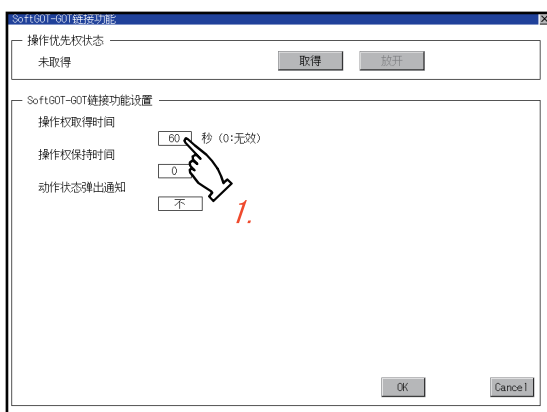 SoftGOT-GOT链接功能
操作优先权状态
未取得 取得 放开
SoftGOT-GOT链接功能设置
操作权取得时间
60 秒 (0:无效)
操作权保持时间
0
动作状态弹出通知
不
1.
OK Cancel